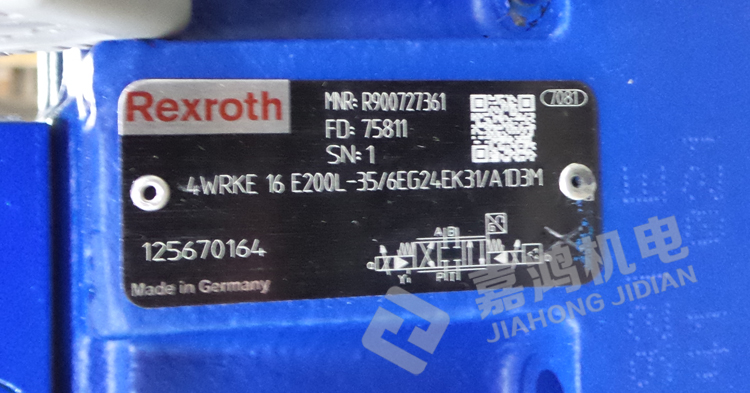 Rexroth
MNR: R900727361
7081
FD: 75811
SN: 1
4WRKE 16 E200L-35/6EG24EK31/A1D3M
125670164
A B
P T
Made in Germany
嘉鸿机电
JIAHONG JIDIAN